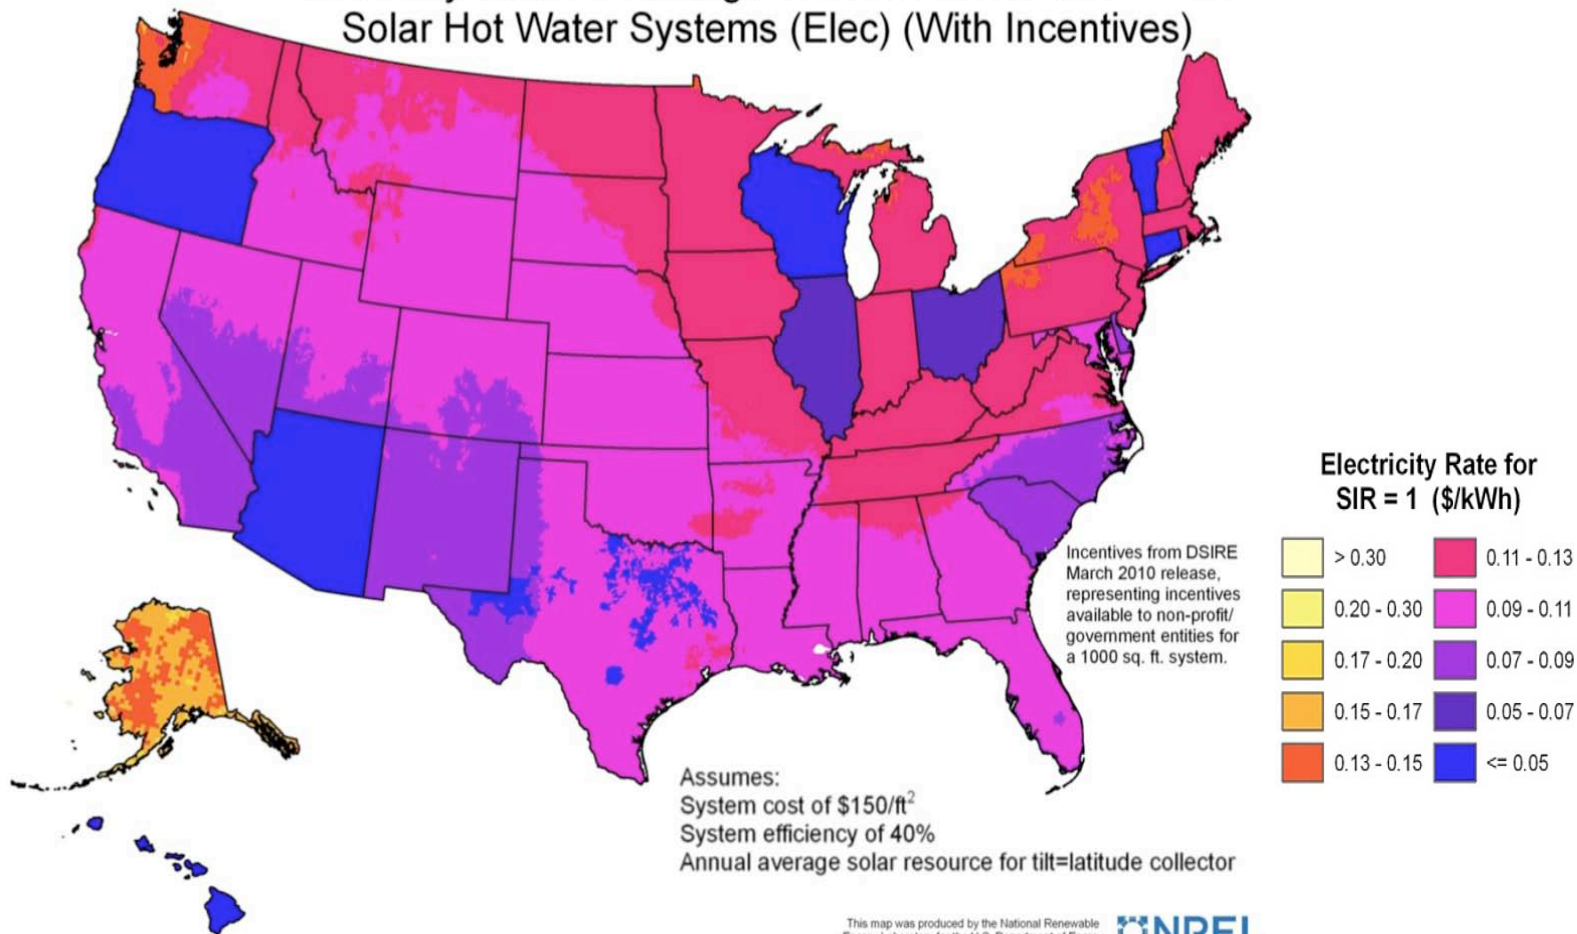 Solar Hot Water Systems (Elec) (With Incentives)
Incentives from DSIRE
March 2010 release,
representing incentives
available to non-profit/
government entities for
a 1000 sq. ft. system.
Electricity Rate for
SIR = 1 ($/kWh)
> 0.30 0.11 - 0.13
0.20 - 0.30 0.09 - 0.11
0.17 - 0.20 0.07 - 0.09
0.15 - 0.17 0.05 - 0.07
0.13 - 0.15 <= 0.05
Assumes:
System cost of $150/ft²
System efficiency of 40%
Annual average solar resource for tilt=latitude collector
This map was produced by the National Renewable
NREL